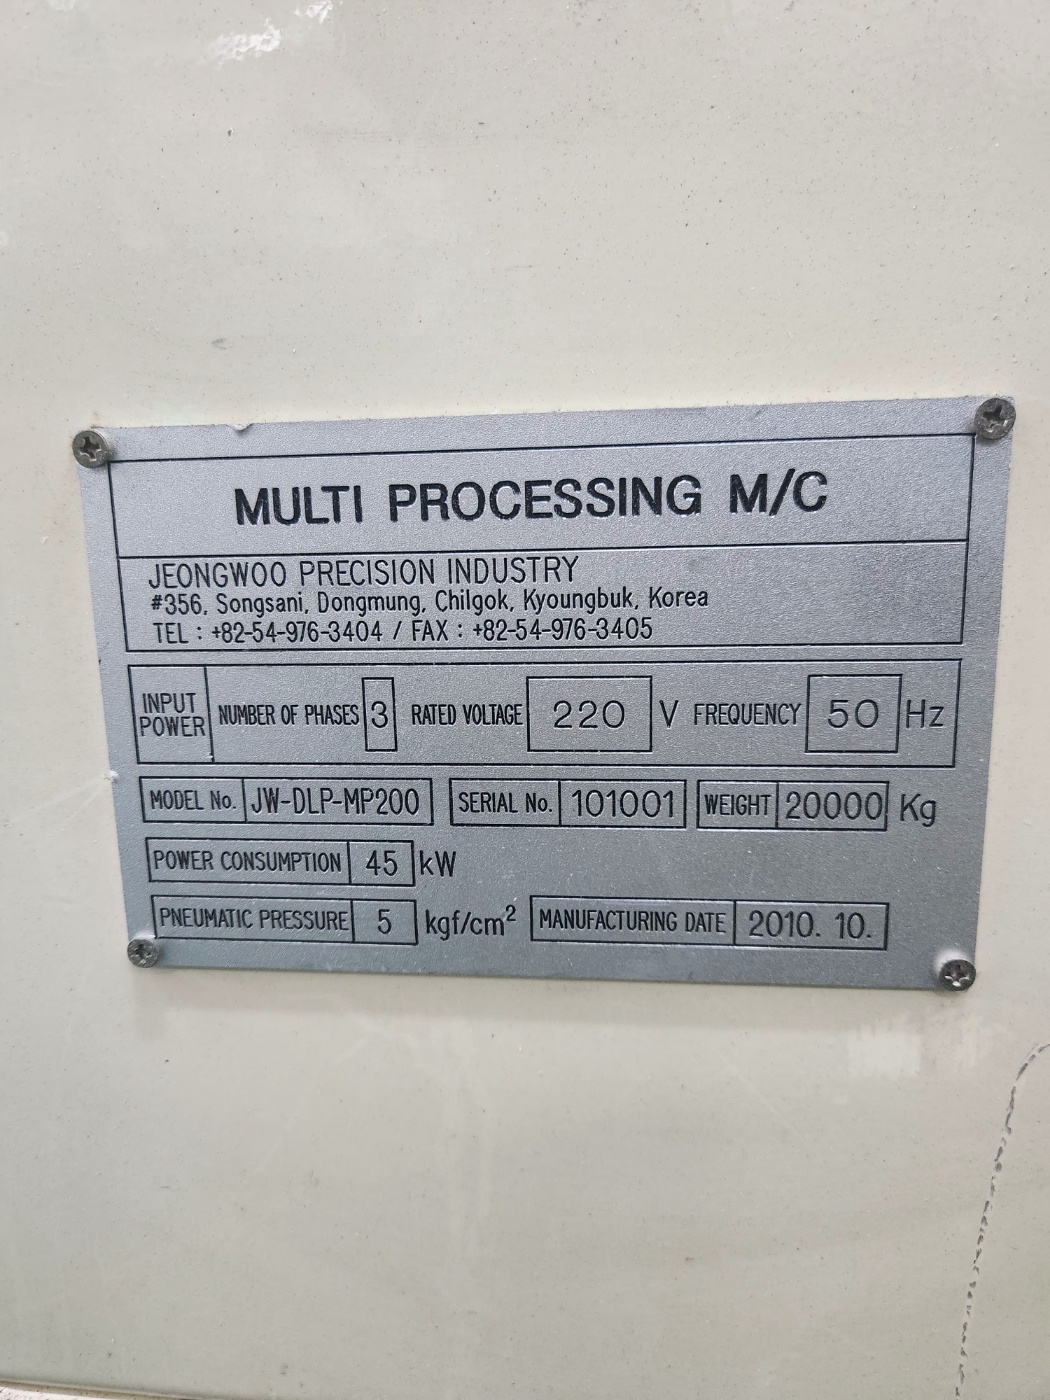 MULTI PROCESSING M/C
JEONGWOO PRECISION INDUSTRY
#356, Songsani, Dongmung, Chilgok, Kyoungbuk, Korea
TEL : +82-54-976-3404 / FAX : +82-54-976-3405
INPUT POWER NUMBER OF PHASES 3 RATED VOLTAGE 220 V FREQUENCY 50 Hz
MODEL No. JW-DLP-MP200 SERIAL No. 101001 WEIGHT 20000 Kg
POWER CONSUMPTION 45 kW
PNEUMATIC PRESSURE 5 kgf/cm² MANUFACTURING DATE 2010. 10.